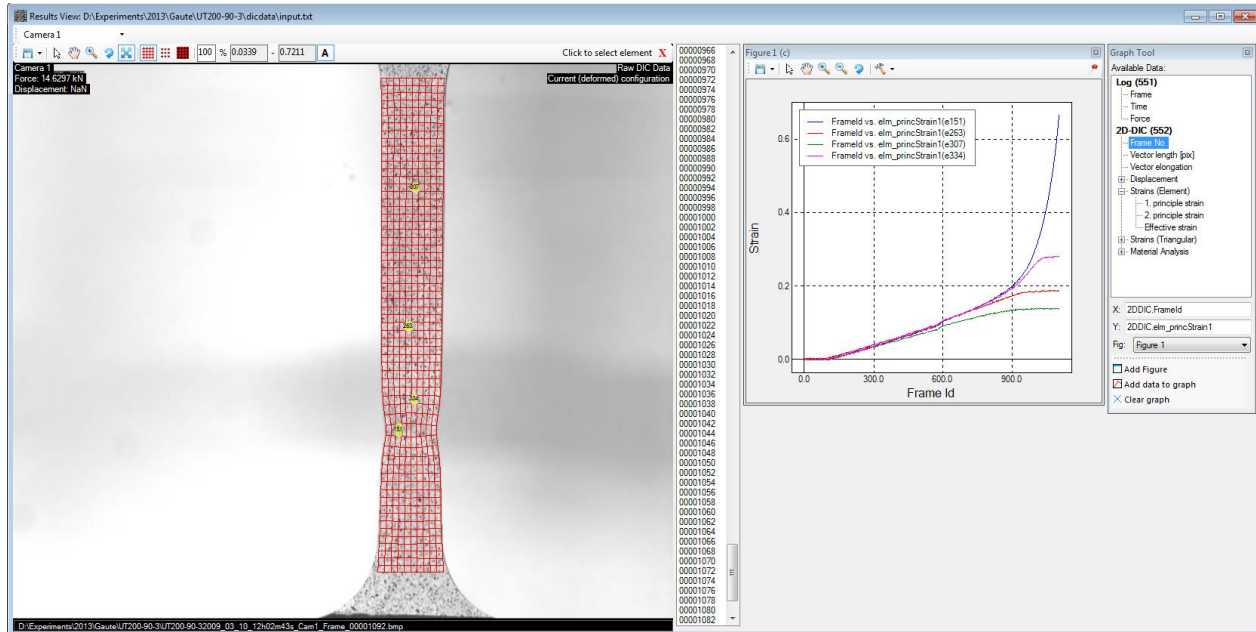 Results View: D:\Experiments\2013\Gaute\UT200-90-3\dicdata\input.txt
Camera 1
100 % 0.0339 - 0.7211 A
Click to select element X
Camera 1
Force: 14.6297 kN
Displacement: NaN
Raw DIC Data
Current (deformed) configuration
307
263
334
151
D:\Experiments\2013\Gaute\UT200-90-3\UT200-90-32009_03_10_12h02m43s_Cam1_Frame_00001092.bmp
00000966
00000968
00000970
00000972
00000974
00000976
00000978
00000980
00000982
00000984
00000986
00000988
00000990
00000992
00000994
00000996
00000998
00001000
00001002
00001004
00001006
00001008
00001010
00001012
00001014
00001016
00001018
00001020
00001022
00001024
00001026
00001028
00001030
00001032
00001034
00001036
00001038
00001040
00001042
00001044
00001046
00001048
00001050
00001052
00001054
00001056
00001058
00001060
00001062
00001064
00001066
00001068
00001070
00001072
00001074
00001076
00001078
00001080
00001082
Figure 1 (c)
FrameId vs. elm_princStrain1(e151)
FrameId vs. elm_princStrain1(e263)
FrameId vs. elm_princStrain1(e307)
FrameId vs. elm_princStrain1(e334)
0.6
0.4
0.2
0.0
Strain
0.0 300.0 600.0 900.0
Frame Id
Graph Tool
Available Data:
Log (551)
Frame
Time
Force
2D-DIC (552)
Frame No.
Vector length [pix]
Vector elongation
Displacement
Strains (Element)
1. principle strain
2. principle strain
Effective strain
Strains (Triangular)
Material Analysis
X: 2DDIC.FrameId
Y: 2DDIC.elm_princStrain1
Fig: Figure 1
Add Figure
Add data to graph
Clear graph